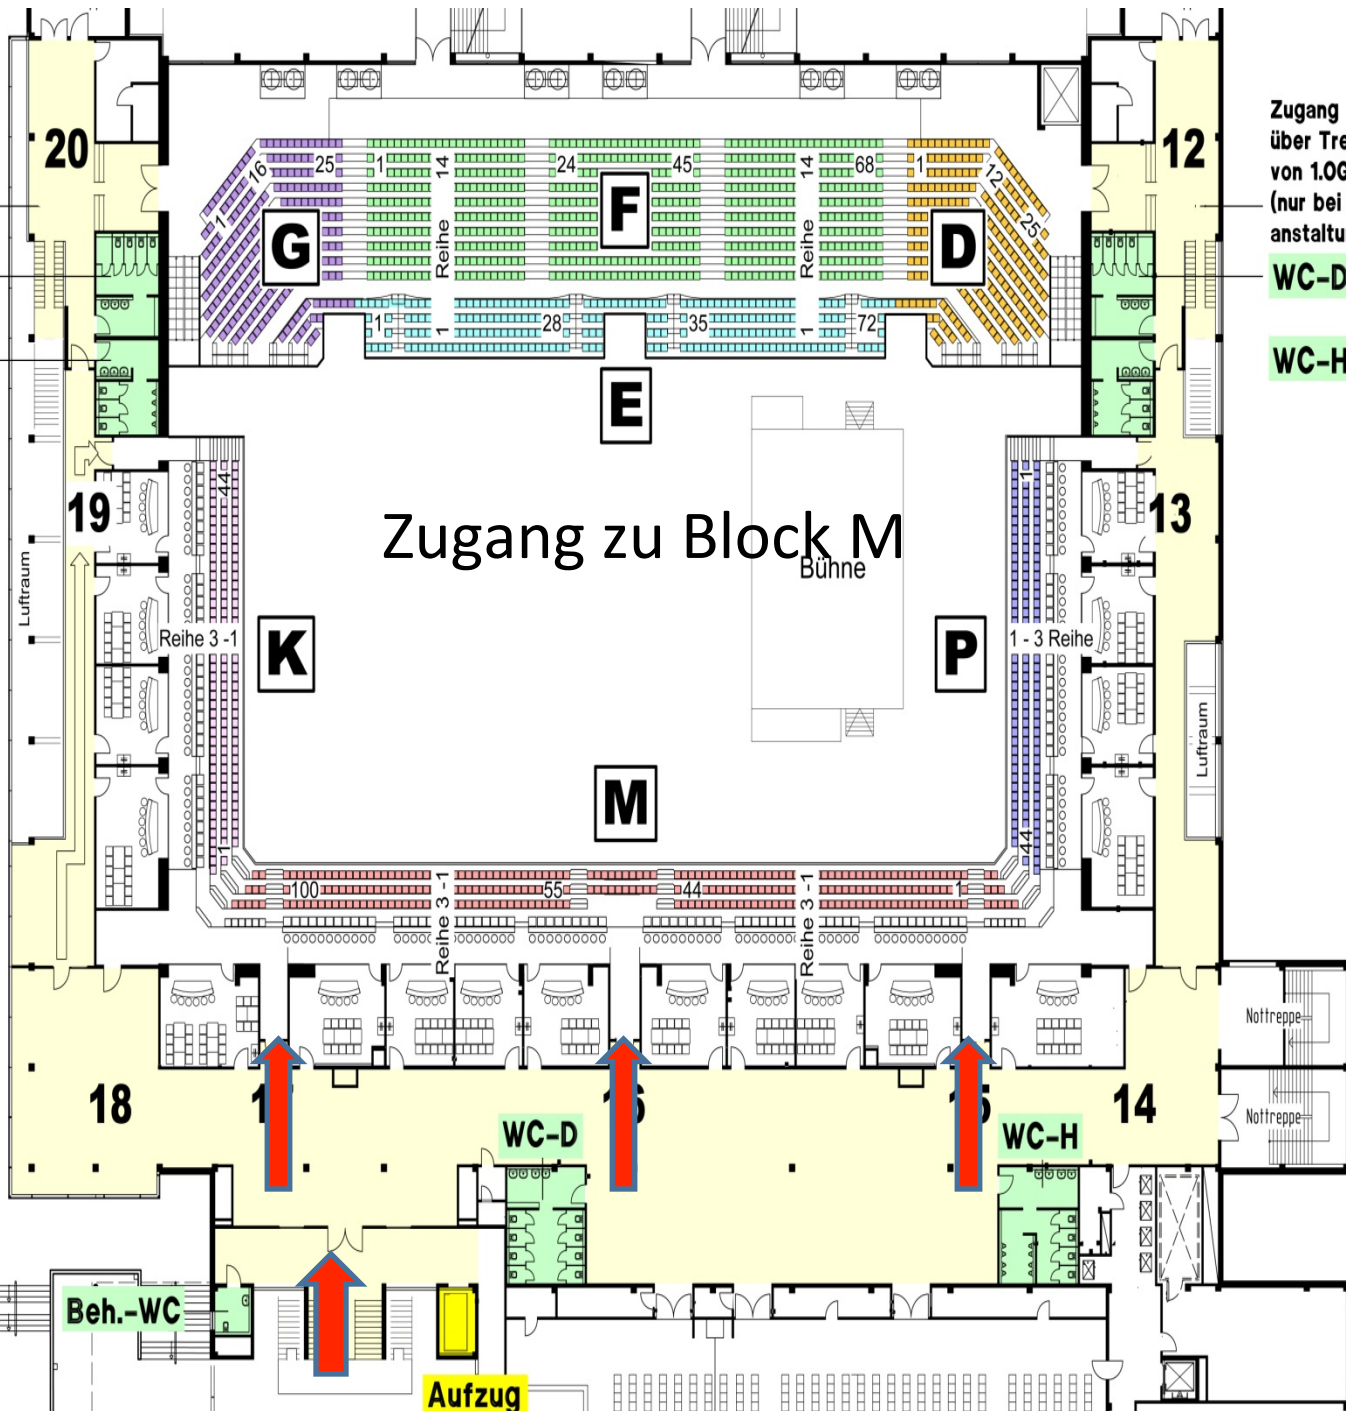 20
12
Zugang
über Tre
von 1.OG
(nur bei
anstaltu
WC-D
WC-H
16
25
1
14
24
45
14
68
1
12
25
1
Reihe
Reihe
G
F
D
1
1
28
35
1
72
E
44
1
19
13
Zugang zu Block M
Bühne
Luftraum
Reihe 3 -1
K
P
1 - 3 Reihe
Luftraum
M
1
44
100
55
44
1
Reihe 3 -1
Reihe 3 -1
Nottreppe
18
14
Nottreppe
WC-D
WC-H
Beh.-WC
Aufzug